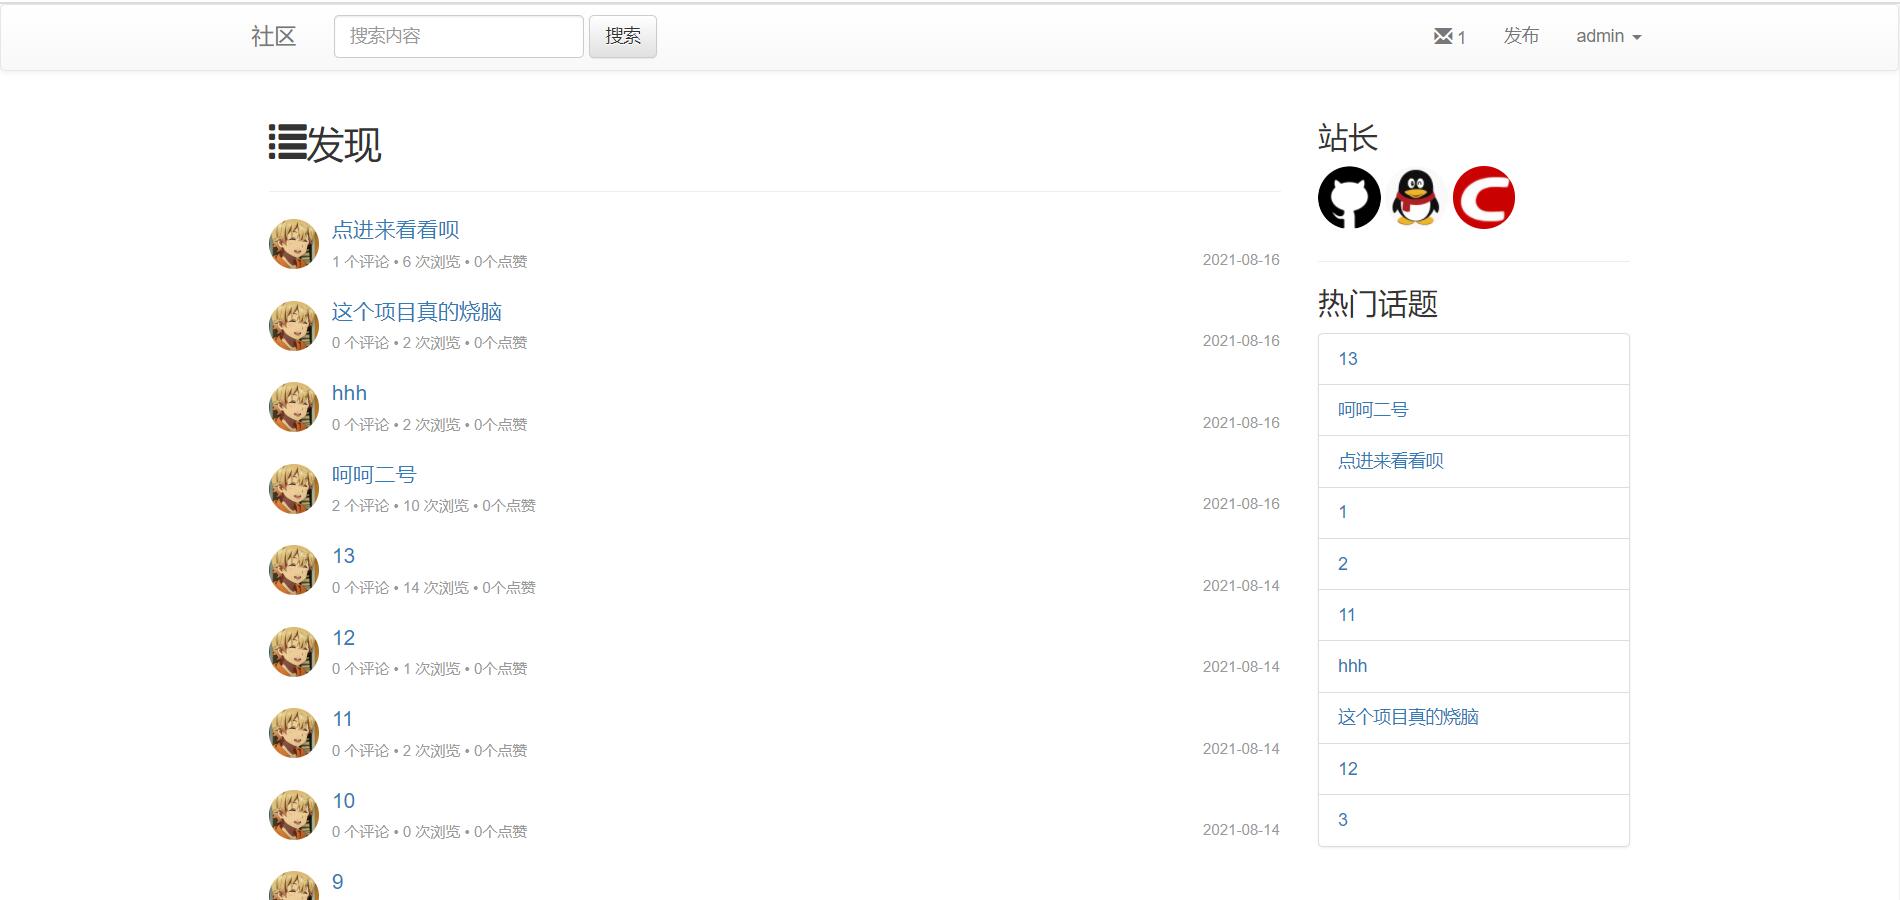 社区 搜索内容 搜索 1 发布 admin
发现
点进来看看呗
1 个评论 • 6 次浏览 • 0个点赞 2021-08-16
这个项目真的烧脑
0 个评论 • 2 次浏览 • 0个点赞 2021-08-16
hhh
0 个评论 • 2 次浏览 • 0个点赞 2021-08-16
呵呵二号
2 个评论 • 10 次浏览 • 0个点赞 2021-08-16
13
0 个评论 • 14 次浏览 • 0个点赞 2021-08-14
12
0 个评论 • 1 次浏览 • 0个点赞 2021-08-14
11
0 个评论 • 2 次浏览 • 0个点赞 2021-08-14
10
0 个评论 • 0 次浏览 • 0个点赞 2021-08-14
9
站长
热门话题
13
呵呵二号
点进来看看呗
1
2
11
hhh
这个项目真的烧脑
12
3